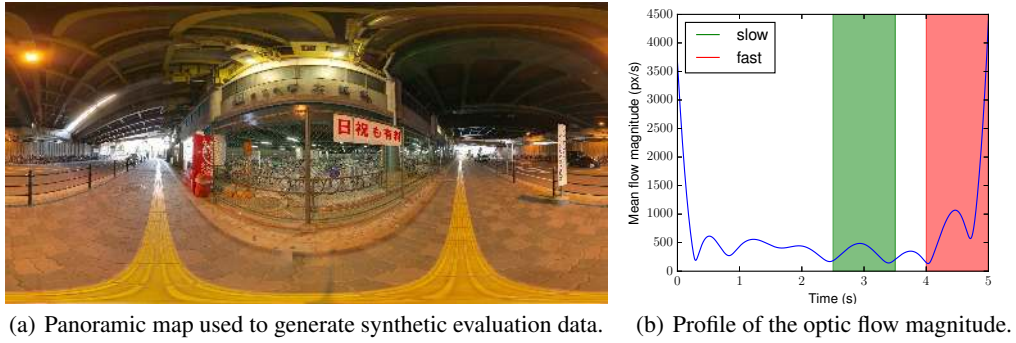 日祝も有料
4500
4000
3500
3000
2500
2000
1500
1000
500
0
Mean flow magnitude (px/s)
slow
fast
0 1 2 3 4 5
Time (s)
(a) Panoramic map used to generate synthetic evaluation data.
(b) Profile of the optic flow magnitude.